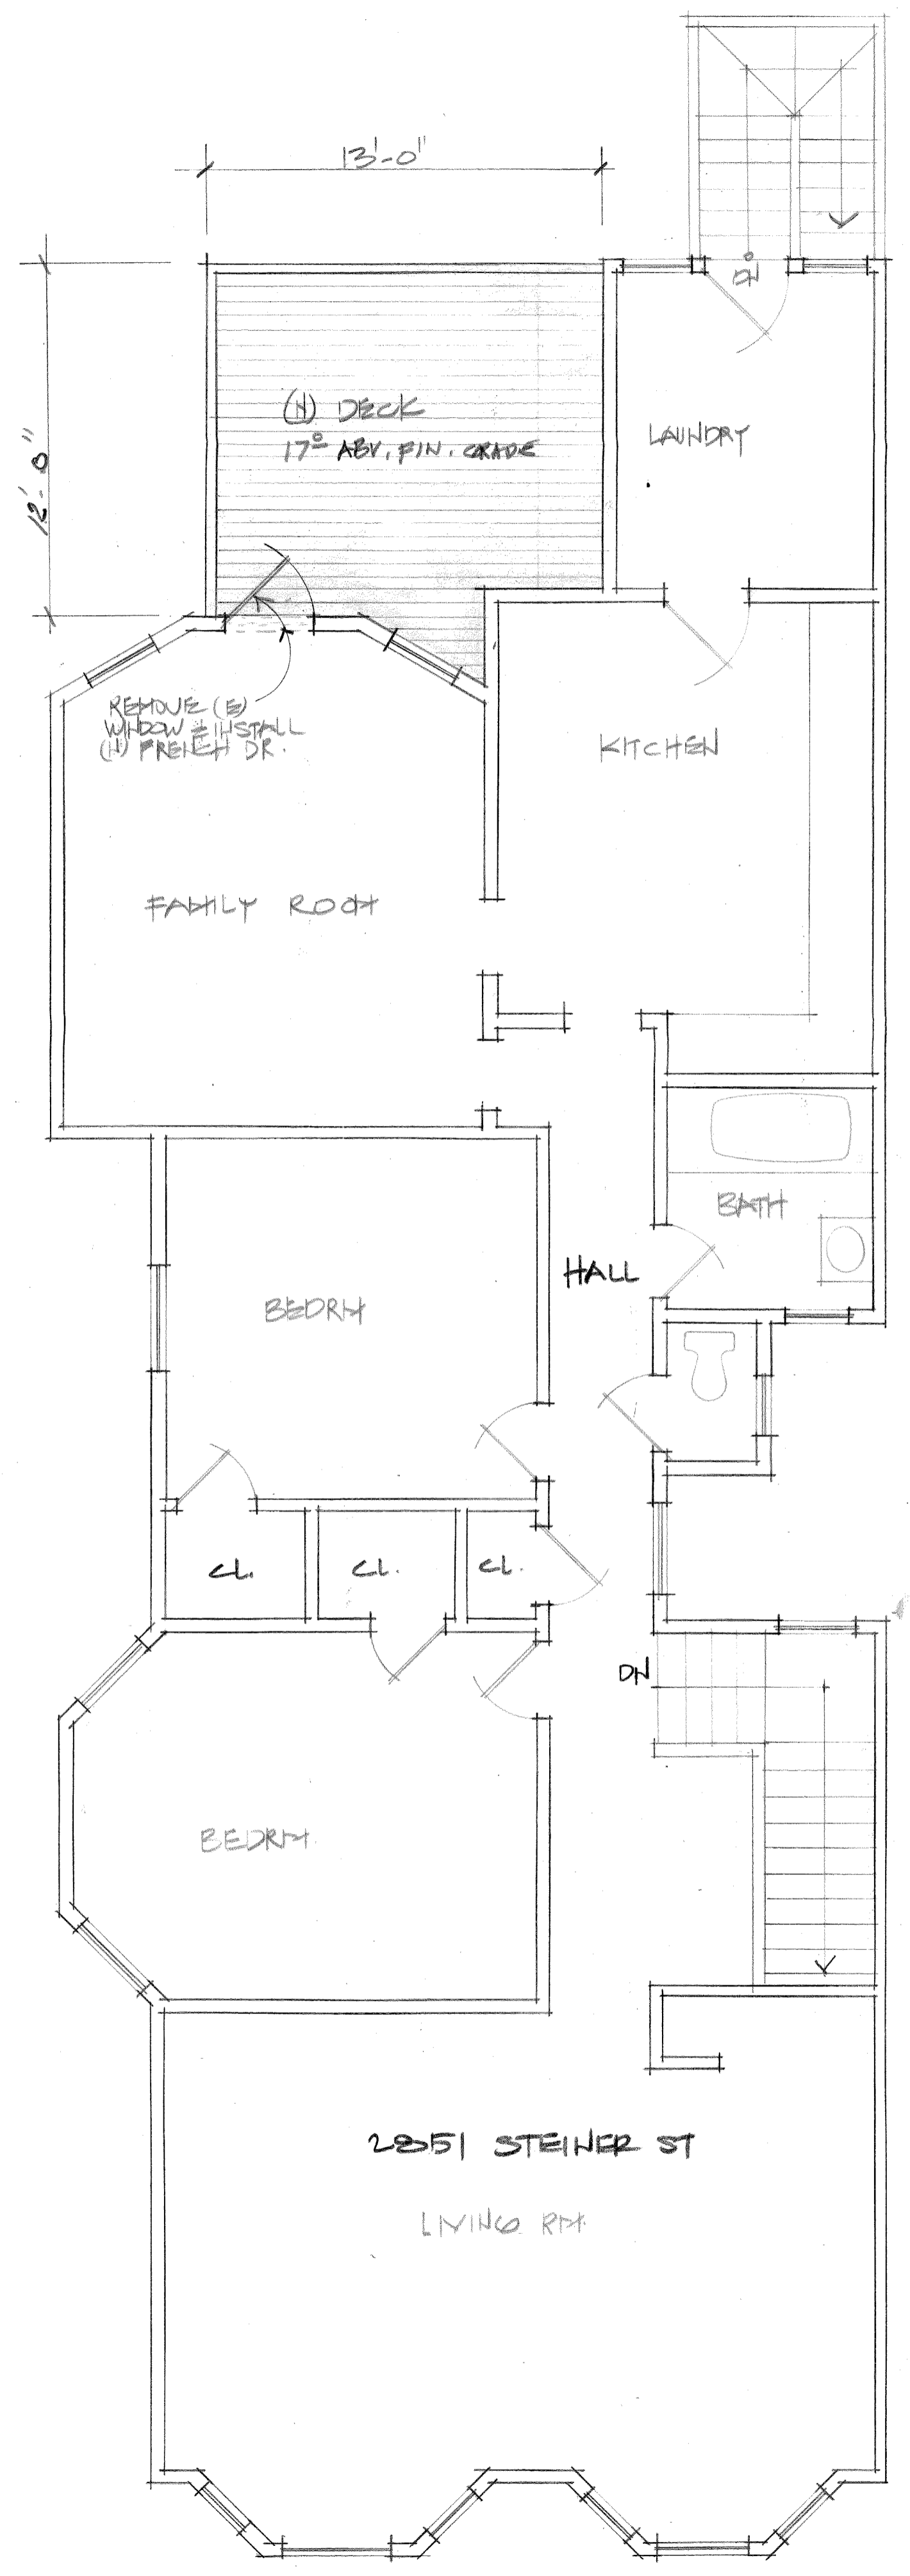 13'-0"
DN
12'-0"
(N) DECK
17° ABV. FIN. GRADE
LAUNDRY
REMOVE (E)
WINDOW & INSTALL
(N) FRENCH DR.
KITCHEN
FAMILY ROOM
BATH
HALL
BEDRM
CL.
CL.
CL.
DN
BEDRM
2851 STEINER ST
LIVING RM